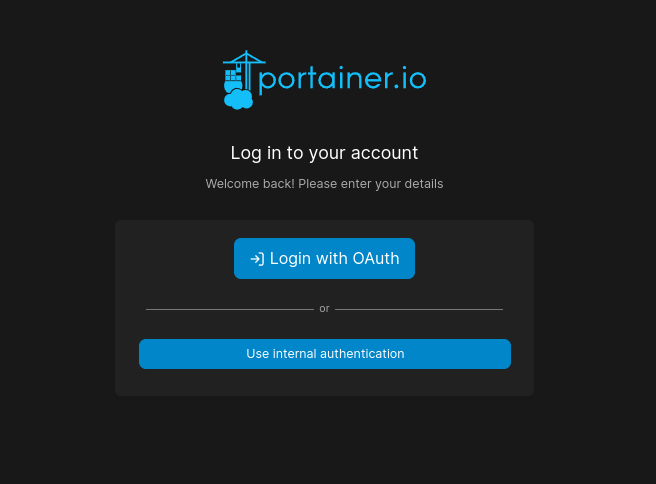 portainer.io
Log in to your account
Welcome back! Please enter your details
Login with OAuth
or
Use internal authentication